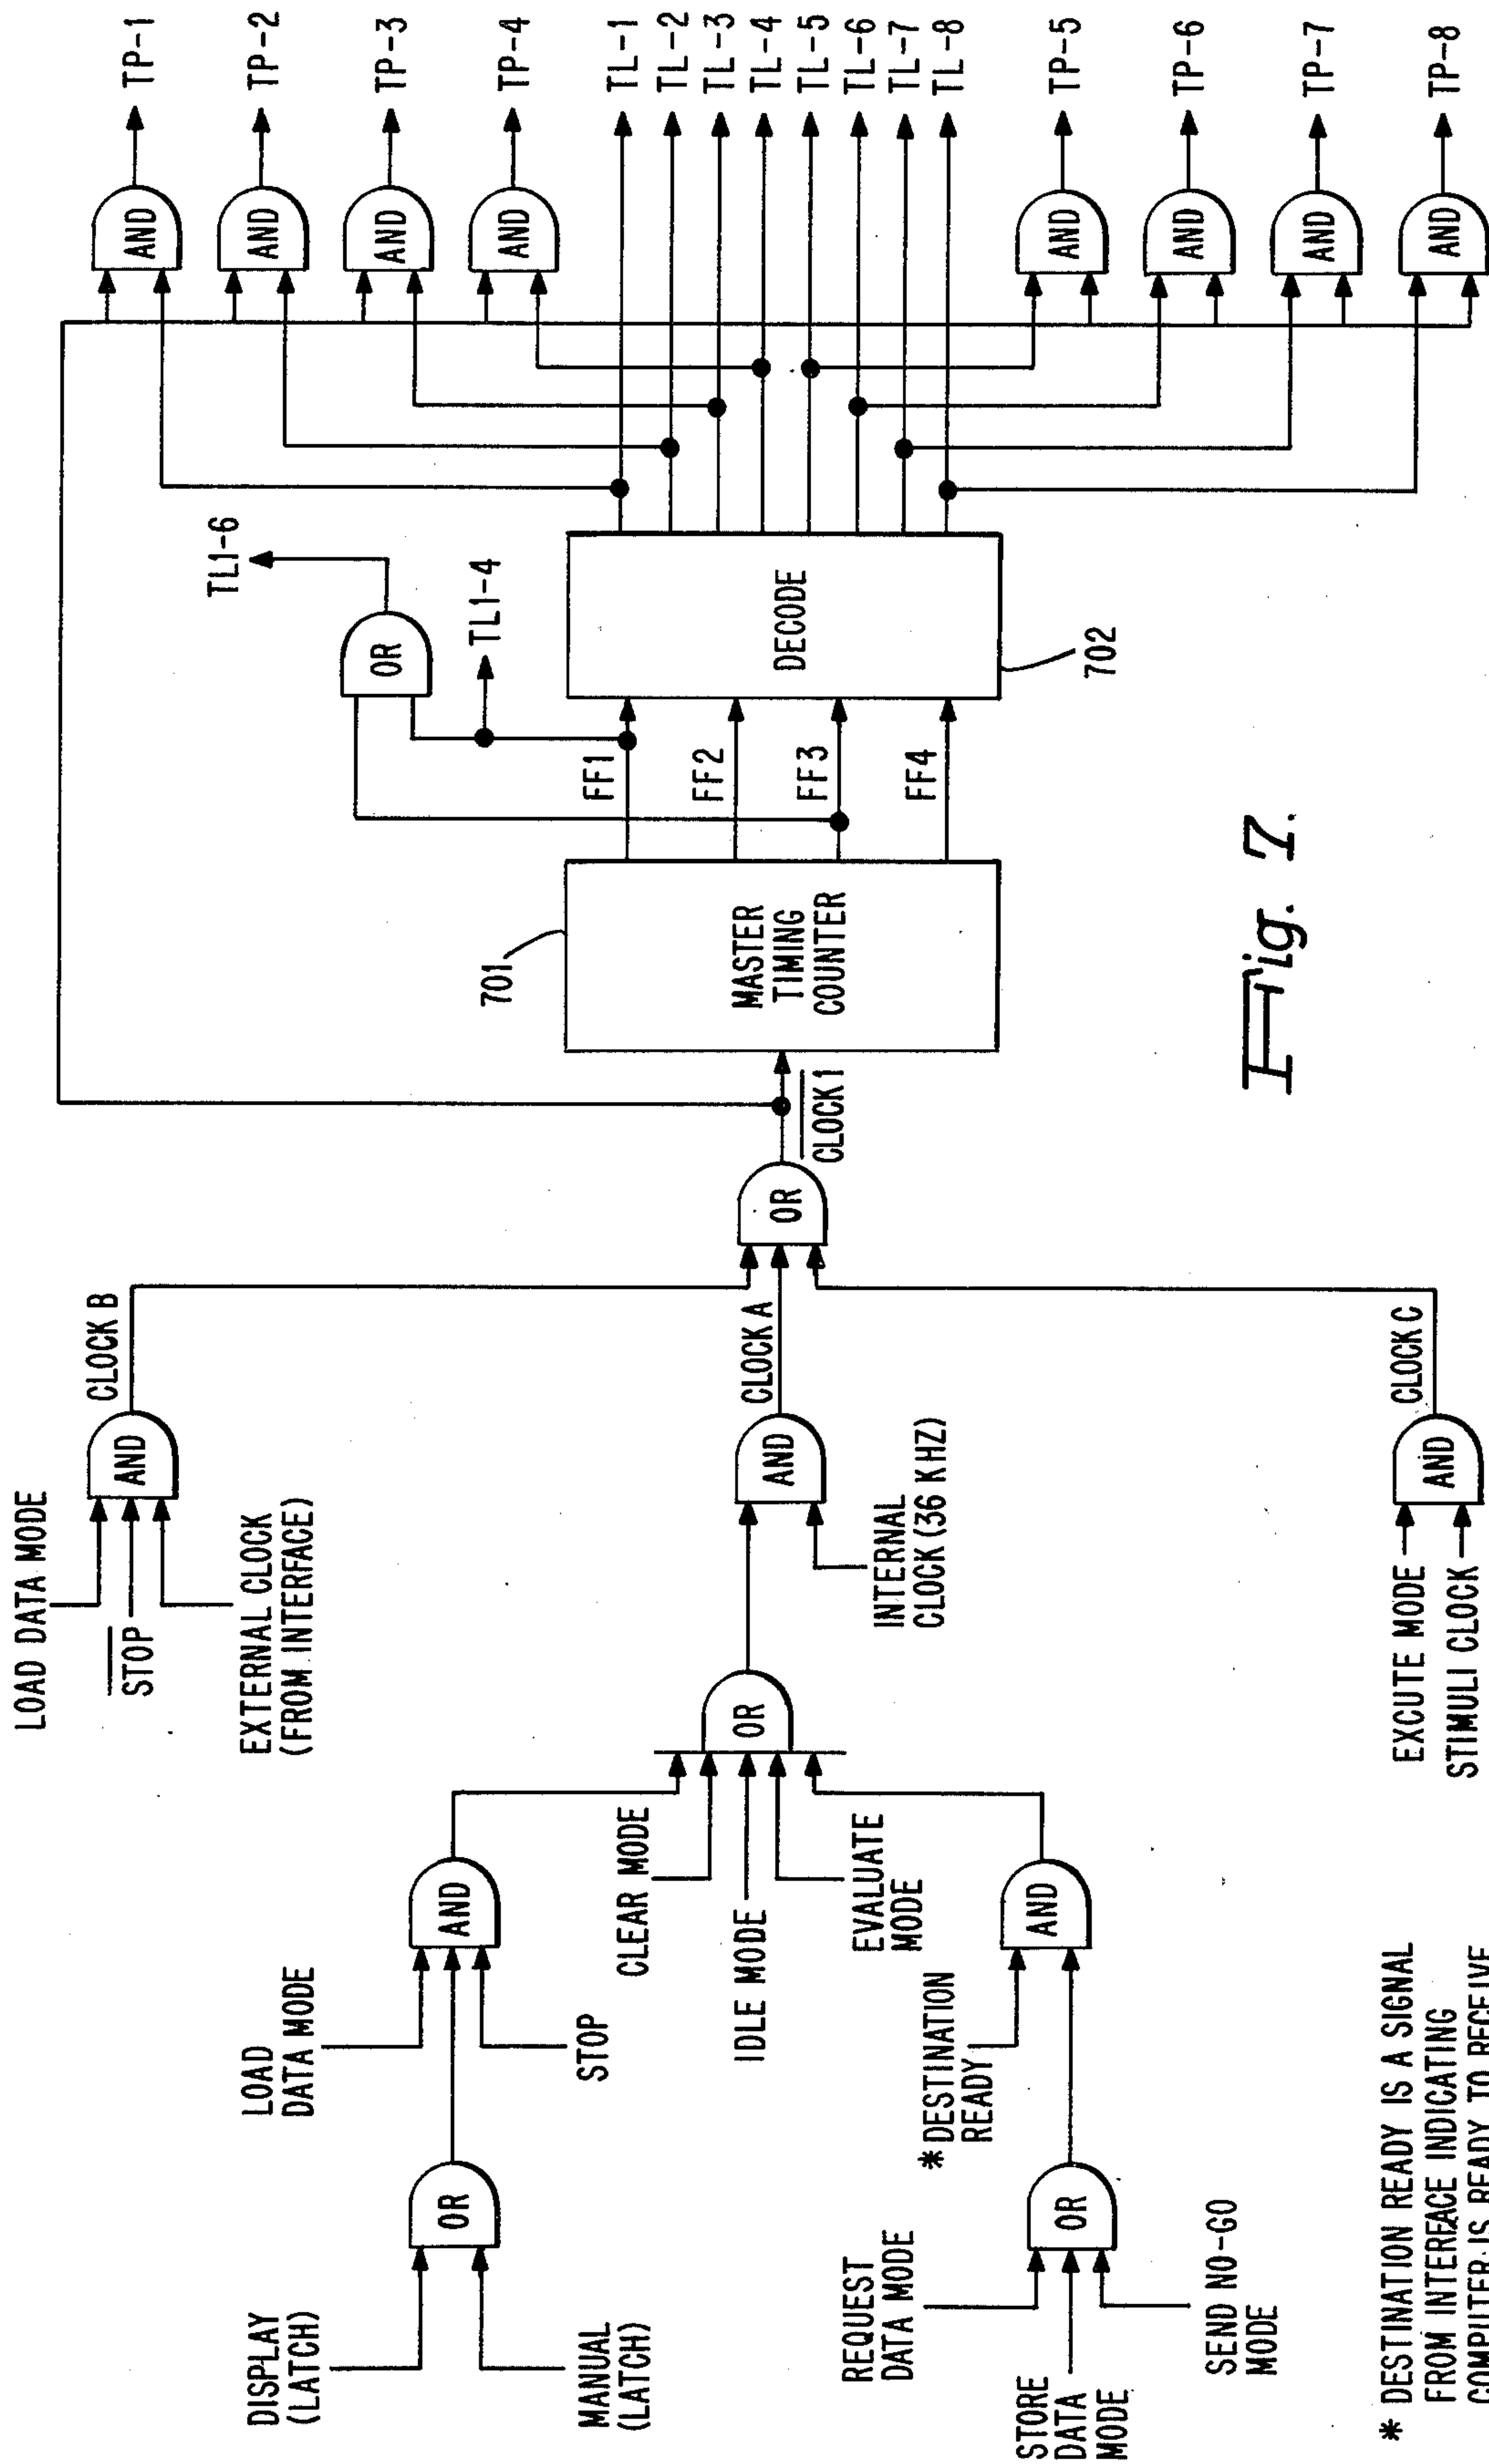 DISPLAY
(LATCH)
MANUAL
(LATCH)
OR
LOAD
DATA MODE
STOP
AND
REQUEST
DATA MODE
STORE
DATA
MODE
SEND NO-GO
MODE
OR
* DESTINATION
READY
AND
CLEAR MODE
IDLE MODE
EVALUATE
MODE
OR
INTERNAL
CLOCK (36 KHZ)
AND
CLOCK A
LOAD DATA MODE
STOP
EXTERNAL CLOCK
(FROM INTERFACE)
AND
CLOCK B
EXCUTE MODE
STIMULI CLOCK
AND
CLOCK C
OR
CLOCK 1
701
MASTER
TIMING
COUNTER
FF1
FF2
FF3
FF4
OR
TL1-6
TL1-4
DECODE
702
AND
TP-1
AND
TP-2
AND
TP-3
AND
TP-4
TL-1
TL-2
TL-3
TL-4
TL-5
TL-6
TL-7
TL-8
AND
TP-5
AND
TP-6
AND
TP-7
AND
TP-8
* DESTINATION READY IS A SIGNAL
FROM INTERFACE INDICATING
COMPUTER IS READY TO RECEIVE
Fig. 7.